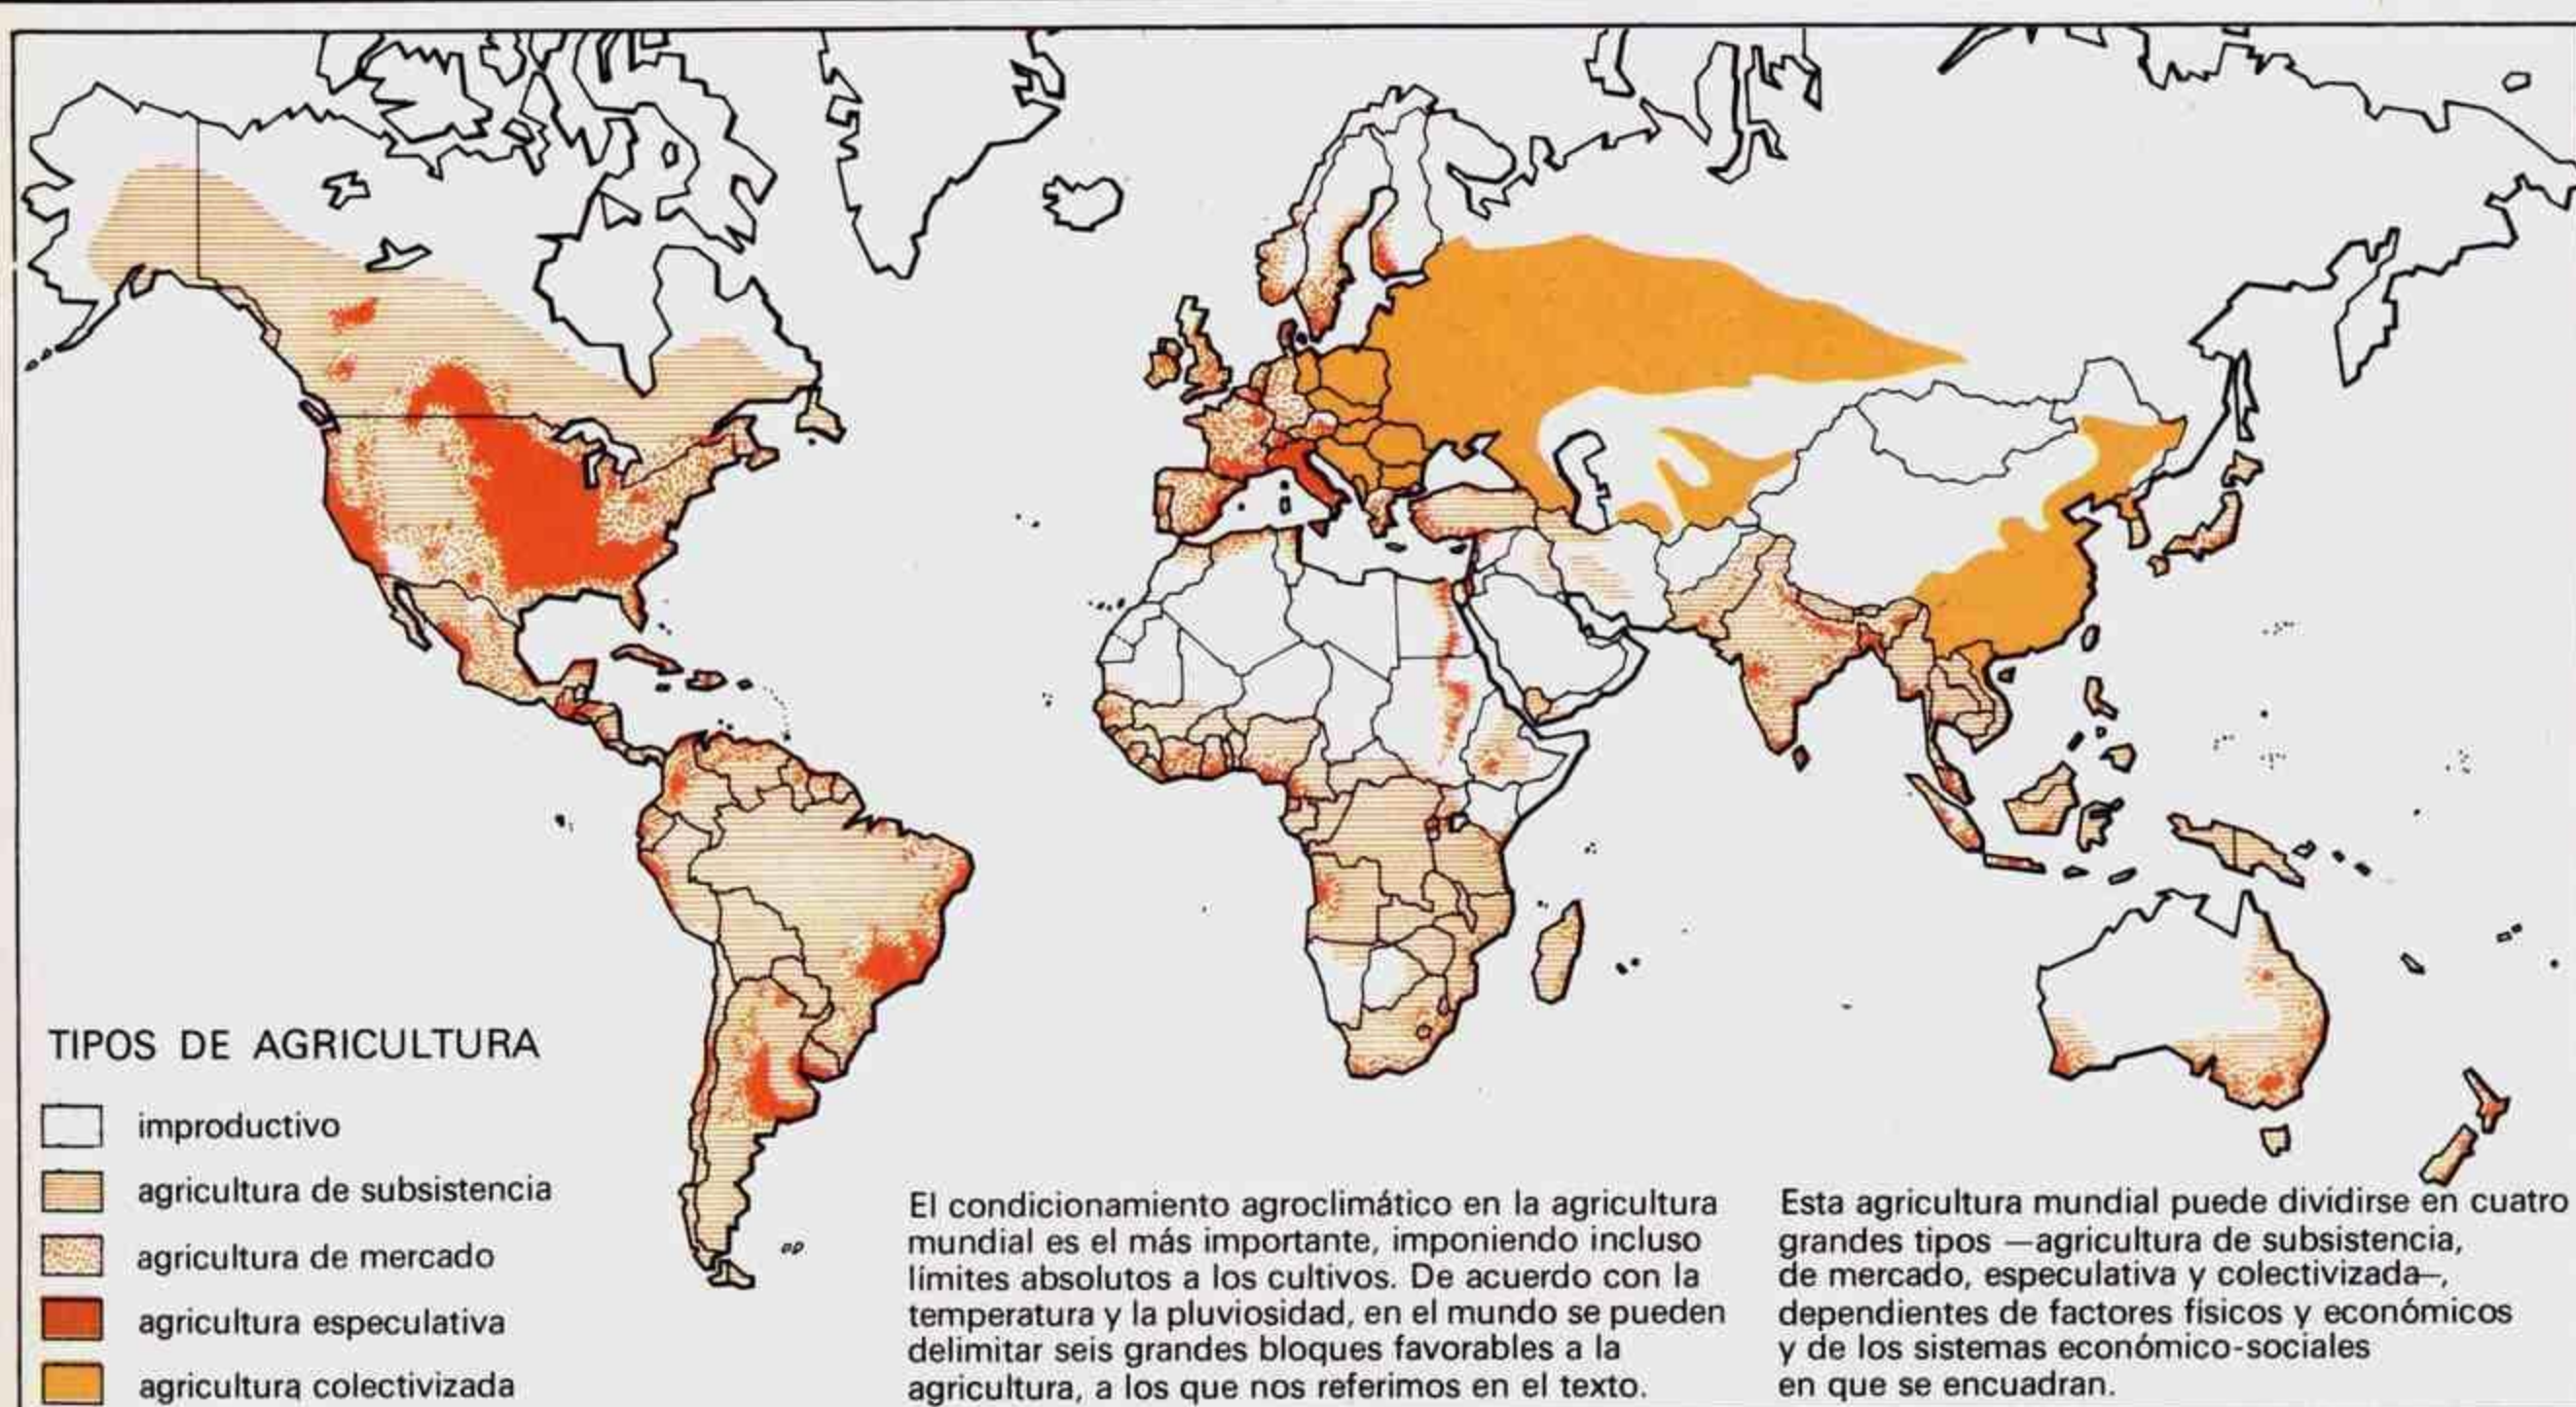 TIPOS DE AGRICULTURA
improductivo
agricultura de subsistencia
agricultura de mercado
agricultura especulativa
agricultura colectivizada
El condicionamiento agroclimático en la agricultura
mundial es el más importante, imponiendo incluso
límites absolutos a los cultivos. De acuerdo con la
temperatura y la pluviosidad, en el mundo se pueden
delimitar seis grandes bloques favorables a la
agricultura, a los que nos referimos en el texto.
Esta agricultura mundial puede dividirse en cuatro
grandes tipos —agricultura de subsistencia,
de mercado, especulativa y colectivizada—,
dependientes de factores físicos y económicos
y de los sistemas económico-sociales
en que se encuadran.